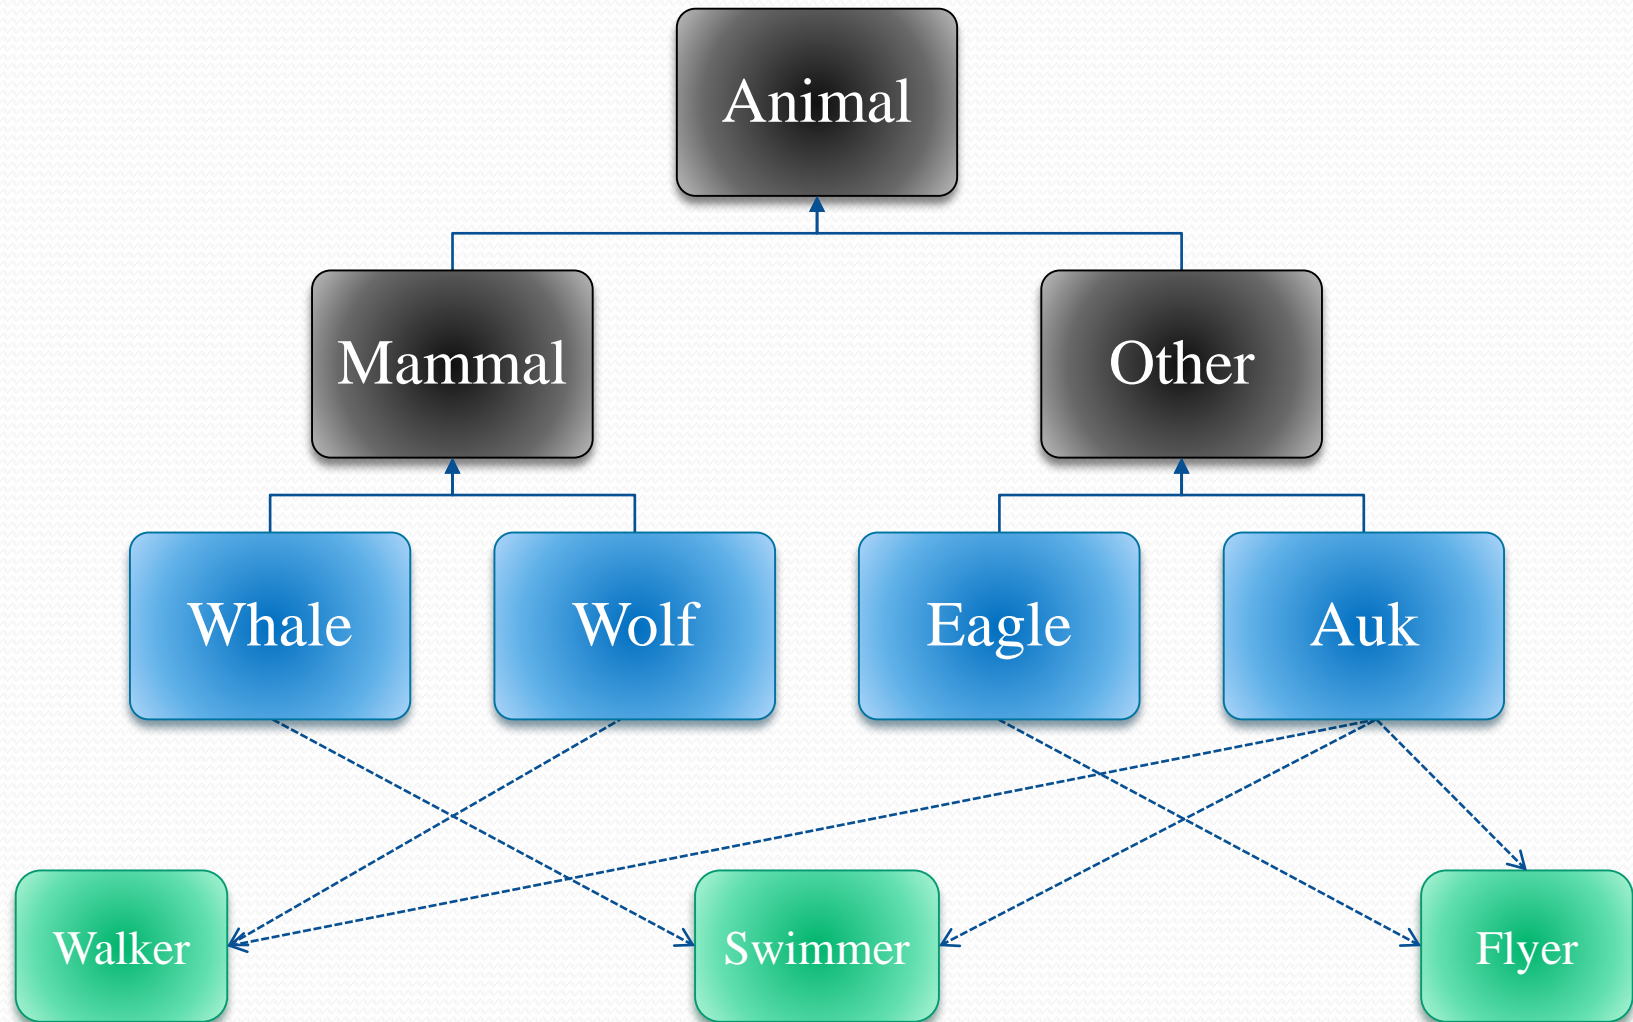 Animal
Mammal
Other
Whale
Wolf
Eagle
Auk
Walker
Swimmer
Flyer